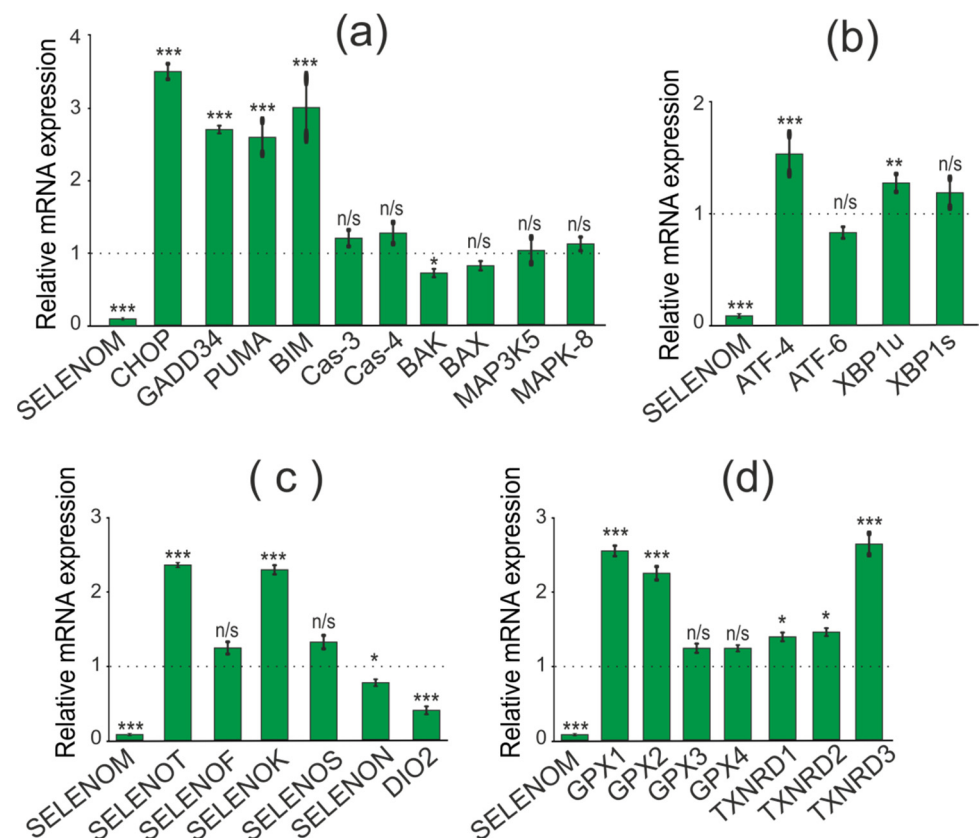 (a)
Relative mRNA expression
4
3
2
1
0
*** *** *** *** *** n/s n/s * n/s n/s n/s
SELENOM CHOP GADD34 PUMA BIM Cas-3 Cas-4 BAK BAX MAP3K5 MAPK-8
(b)
Relative mRNA expression
2
1
0
*** *** n/s ** n/s
SELENOM ATF-4 ATF-6 XBP1u XBP1s
( c )
Relative mRNA expression
3
2
1
0
*** *** n/s *** n/s * ***
SELENOM SELENOT SELENOF SELENOK SELENOS SELENON DIO2
(d)
Relative mRNA expression
3
2
1
0
*** *** *** n/s n/s * * ***
SELENOM GPX1 GPX2 GPX3 GPX4 TXNRD1 TXNRD2 TXNRD3